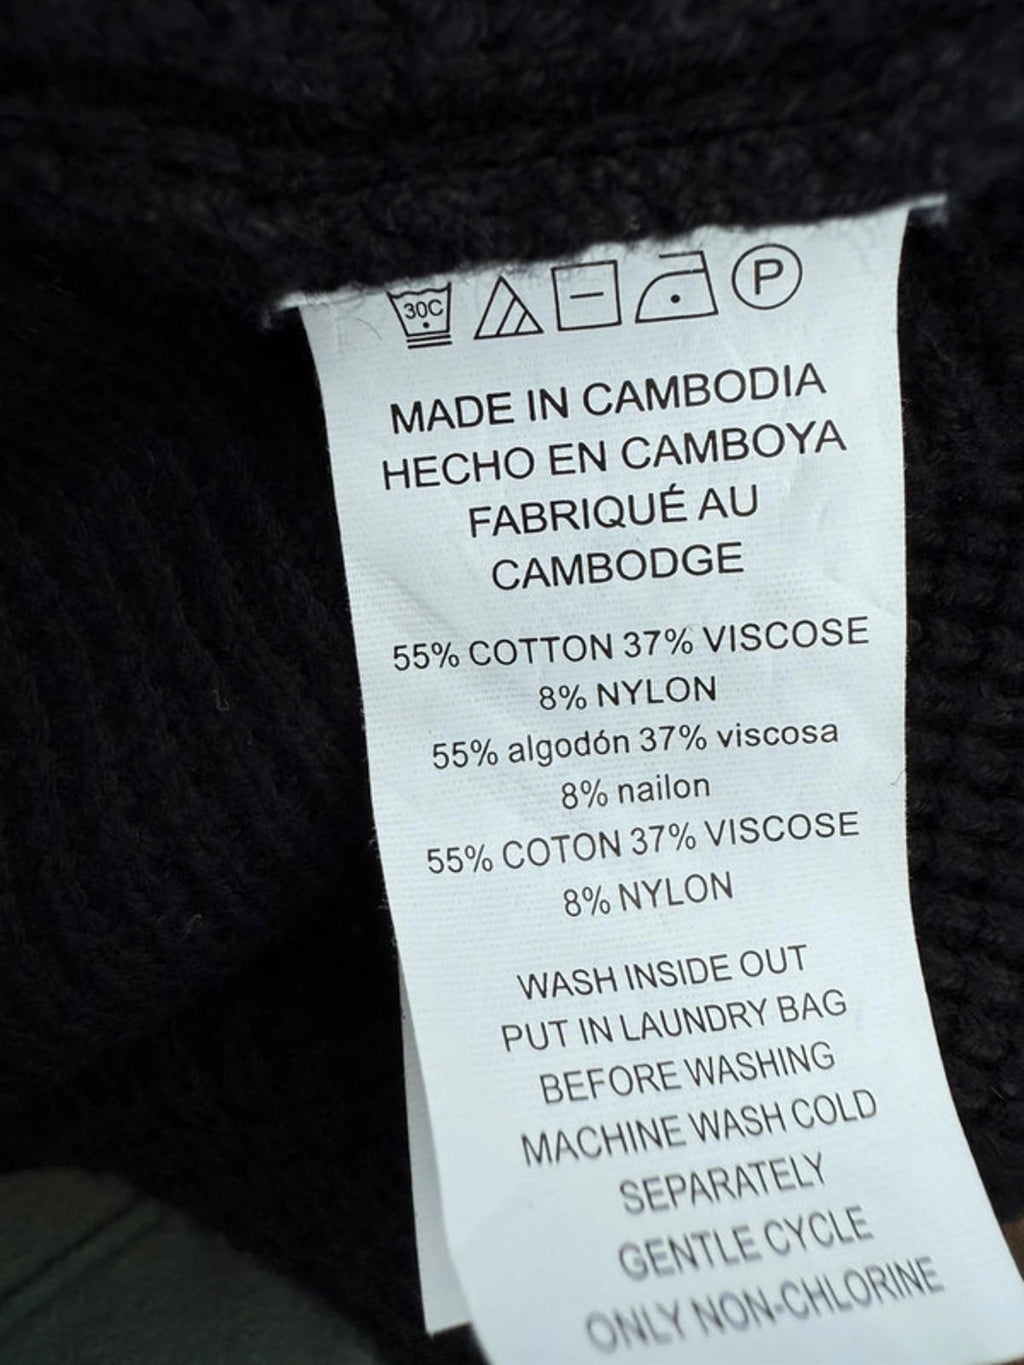 30C
P
MADE IN CAMBODIA
HECHO EN CAMBOYA
FABRIQUÉ AU
CAMBODGE
55% COTTON 37% VISCOSE
8% NYLON
55% algodón 37% viscosa
8% nailon
55% COTON 37% VISCOSE
8% NYLON
WASH INSIDE OUT
PUT IN LAUNDRY BAG
BEFORE WASHING
MACHINE WASH COLD
SEPARATELY
GENTLE CYCLE
ONLY NON-CHLORINE